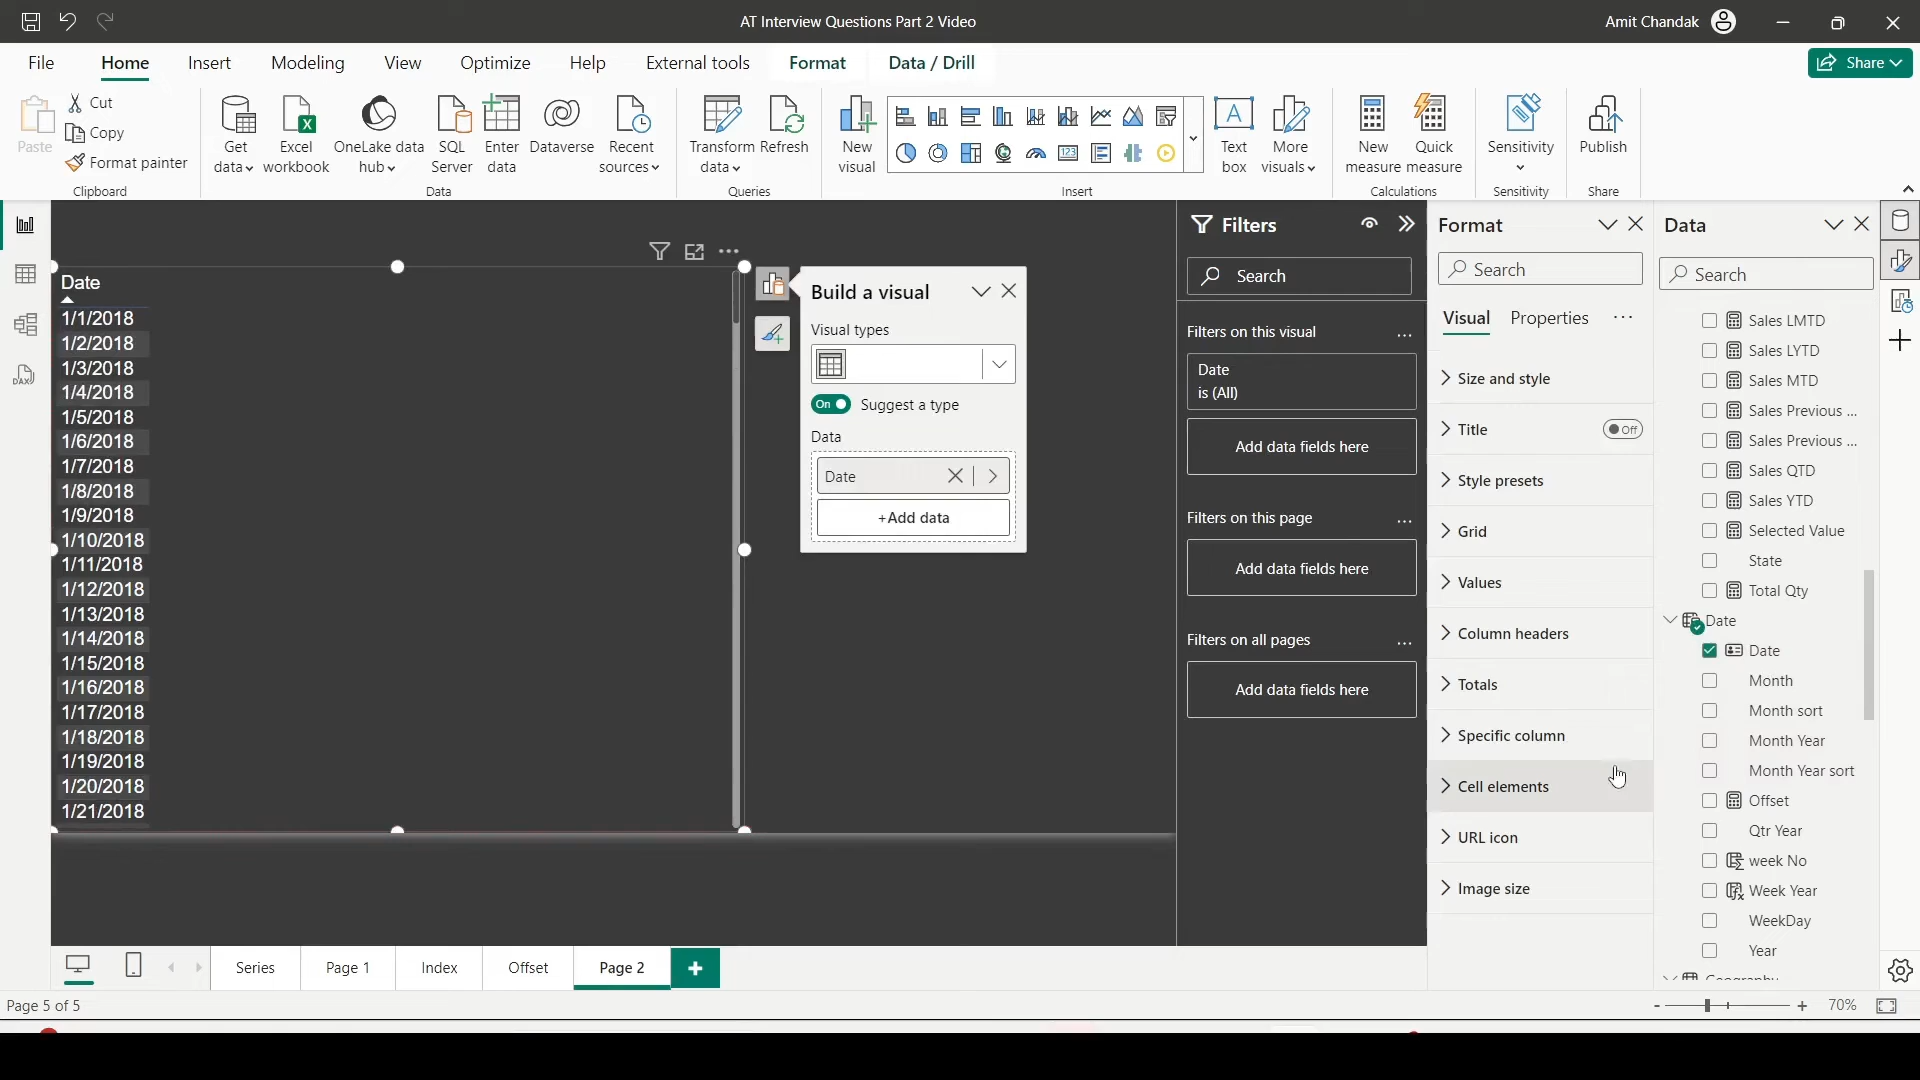 AT Interview Questions Part 2 Video
Amit Chandak
File
Home
Insert
Modeling
View
Optimize
Help
External tools
Format
Data / Drill
Share
Paste
Cut
Copy
Format painter
Clipboard
Get data
Excel workbook
OneLake data hub
SQL Server
Enter data
Dataverse
Recent sources
Data
Transform data
Refresh
Queries
New visual
123
Text box
More visuals
Insert
New measure
Quick measure
Calculations
Sensitivity
Sensitivity
Publish
Share
DAX
Date
1/1/2018
1/2/2018
1/3/2018
1/4/2018
1/5/2018
1/6/2018
1/7/2018
1/8/2018
1/9/2018
1/10/2018
1/11/2018
1/12/2018
1/13/2018
1/14/2018
1/15/2018
1/16/2018
1/17/2018
1/18/2018
1/19/2018
1/20/2018
1/21/2018
Build a visual
Visual types
On
Suggest a type
Data
Date
+Add data
Filters
Search
Filters on this visual
Date
is (All)
Add data fields here
Filters on this page
Add data fields here
Filters on all pages
Add data fields here
Format
Search
Visual
Properties
Size and style
Title
Off
Style presets
Grid
Values
Column headers
Totals
Specific column
Cell elements
URL icon
Image size
Data
Search
Sales LMTD
Sales LYTD
Sales MTD
Sales Previous ...
Sales Previous ...
Sales QTD
Sales YTD
Selected Value
State
Total Qty
Date
Date
Month
Month sort
Month Year
Month Year sort
Offset
Qtr Year
week No
Week Year
WeekDay
Year
Geography
Series
Page 1
Index
Offset
Page 2
Page 5 of 5
- + 70%